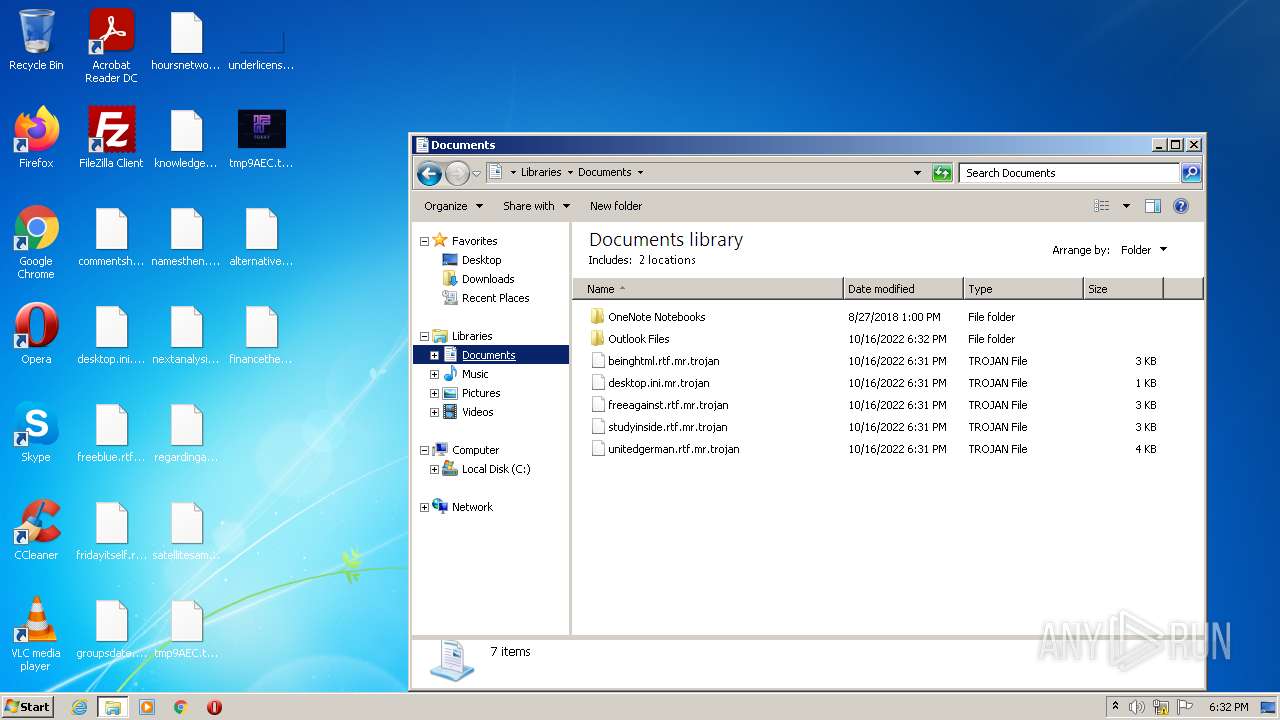 Recycle Bin
Acrobat
Reader DC
hoursnetwo...
underlicens...
Firefox
FileZilla Client
knowledge...
tmp9AEC.t...
Google
Chrome
commentsh...
namesthen....
alternative...
Opera
desktop.ini....
nextanalysi...
financethe...
Skype
freeblue.rtf...
regardinga...
CCleaner
fridayitself.r...
satellitesam...
VLC media
player
groupsdate....
tmp9AEC.t...
Documents
Libraries
Documents
Search Documents
Organize
Share with
New folder
Favorites
Desktop
Downloads
Recent Places
Libraries
Documents
Music
Pictures
Videos
Computer
Local Disk (C:)
Network
Documents library
Includes: 2 locations
Arrange by: Folder
Name Date modified Type Size
OneNote Notebooks 8/27/2018 1:00 PM File folder
Outlook Files 10/16/2022 6:32 PM File folder
beinghtml.rtf.mr.trojan 10/16/2022 6:31 PM TROJAN File 3 KB
desktop.ini.mr.trojan 10/16/2022 6:31 PM TROJAN File 1 KB
freeagainst.rtf.mr.trojan 10/16/2022 6:31 PM TROJAN File 3 KB
studyinside.rtf.mr.trojan 10/16/2022 6:31 PM TROJAN File 3 KB
unitedgerman.rtf.mr.trojan 10/16/2022 6:31 PM TROJAN File 4 KB
7 items
ANY RUN
Start
6:32 PM